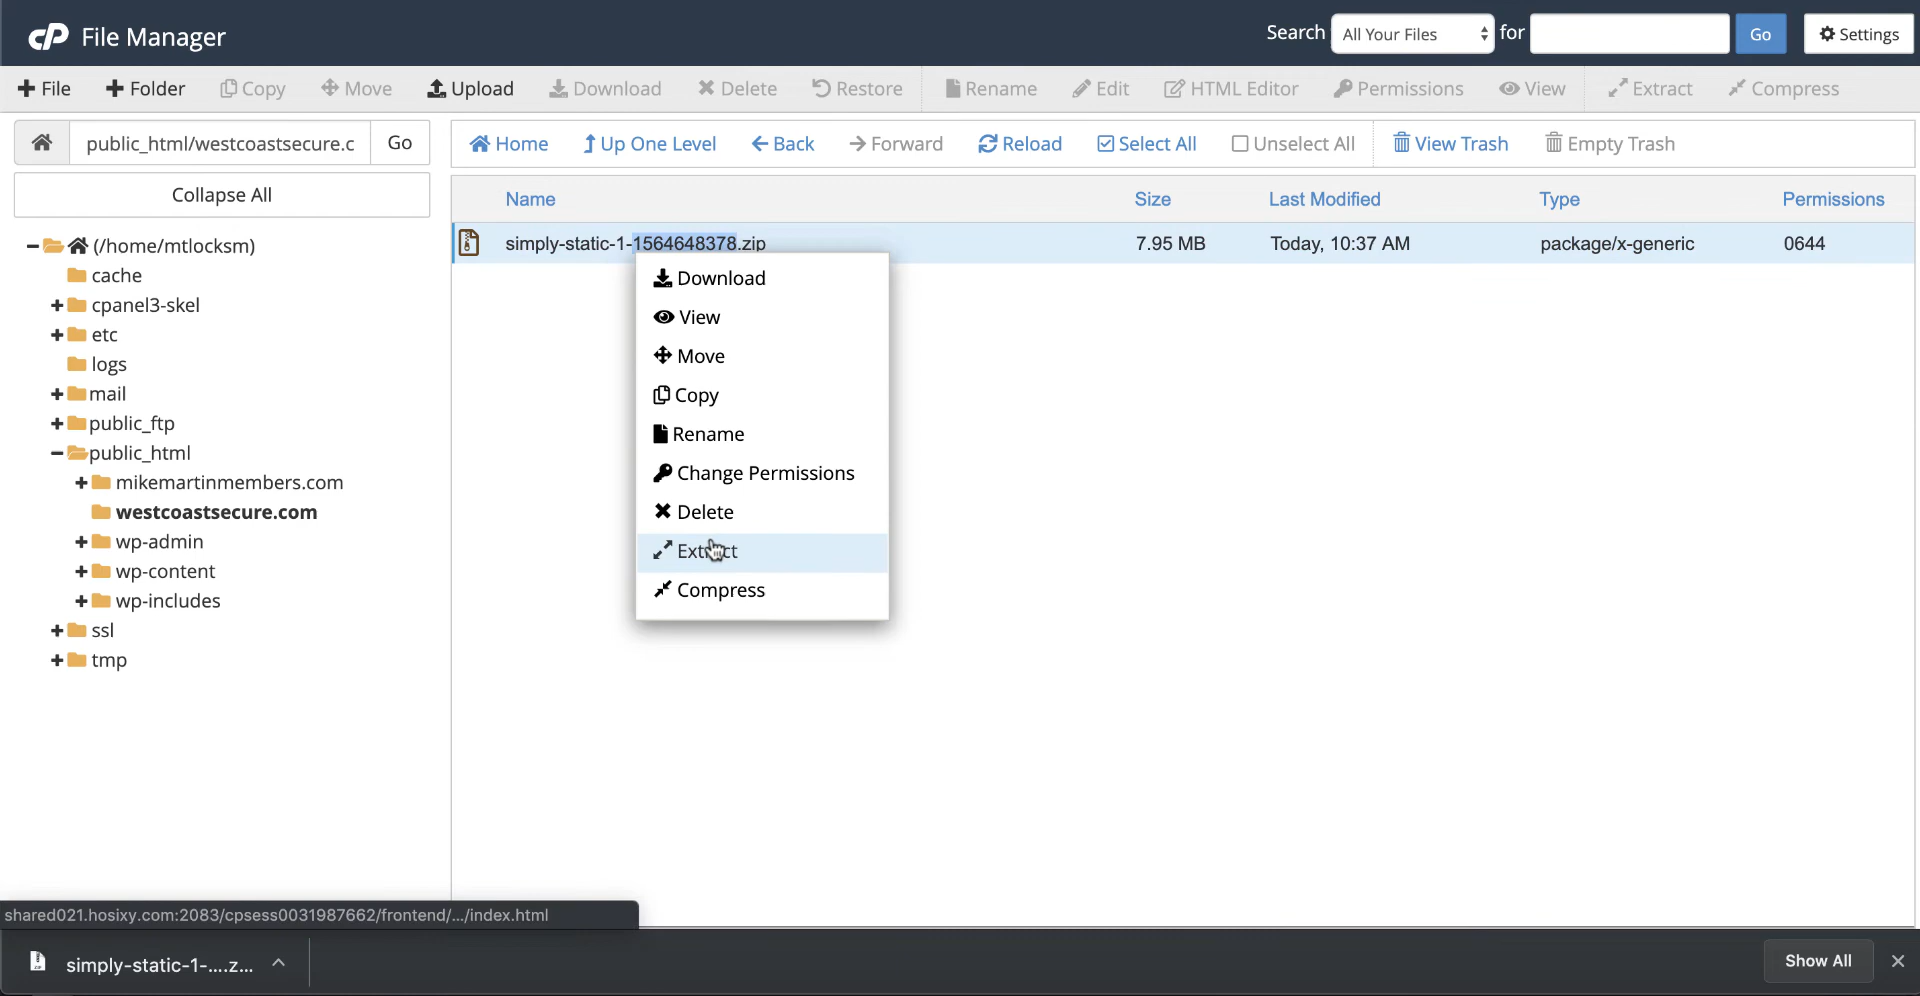 cP File Manager
Search All Your Files for Go Settings
File Folder Copy Move Upload Download Delete Restore Rename Edit HTML Editor Permissions View Extract Compress
public_html/westcoastsecure.c Go
Home Up One Level Back Forward Reload Select All Unselect All View Trash Empty Trash
Collapse All
Name Size Last Modified Type Permissions
simply-static-1-1564648378.zip 7.95 MB Today, 10:37 AM package/x-generic 0644
(/home/mtlocksm)
cache
cpanel3-skel
etc
logs
mail
public_ftp
public_html
mikemartinmembers.com
westcoastsecure.com
wp-admin
wp-content
wp-includes
ssl
tmp
Download
View
Move
Copy
Rename
Change Permissions
Delete
Extract
Compress
shared021.hosixy.com:2083/cpsess0031987662/frontend/.../index.html
simply-static-1-....z... Show All